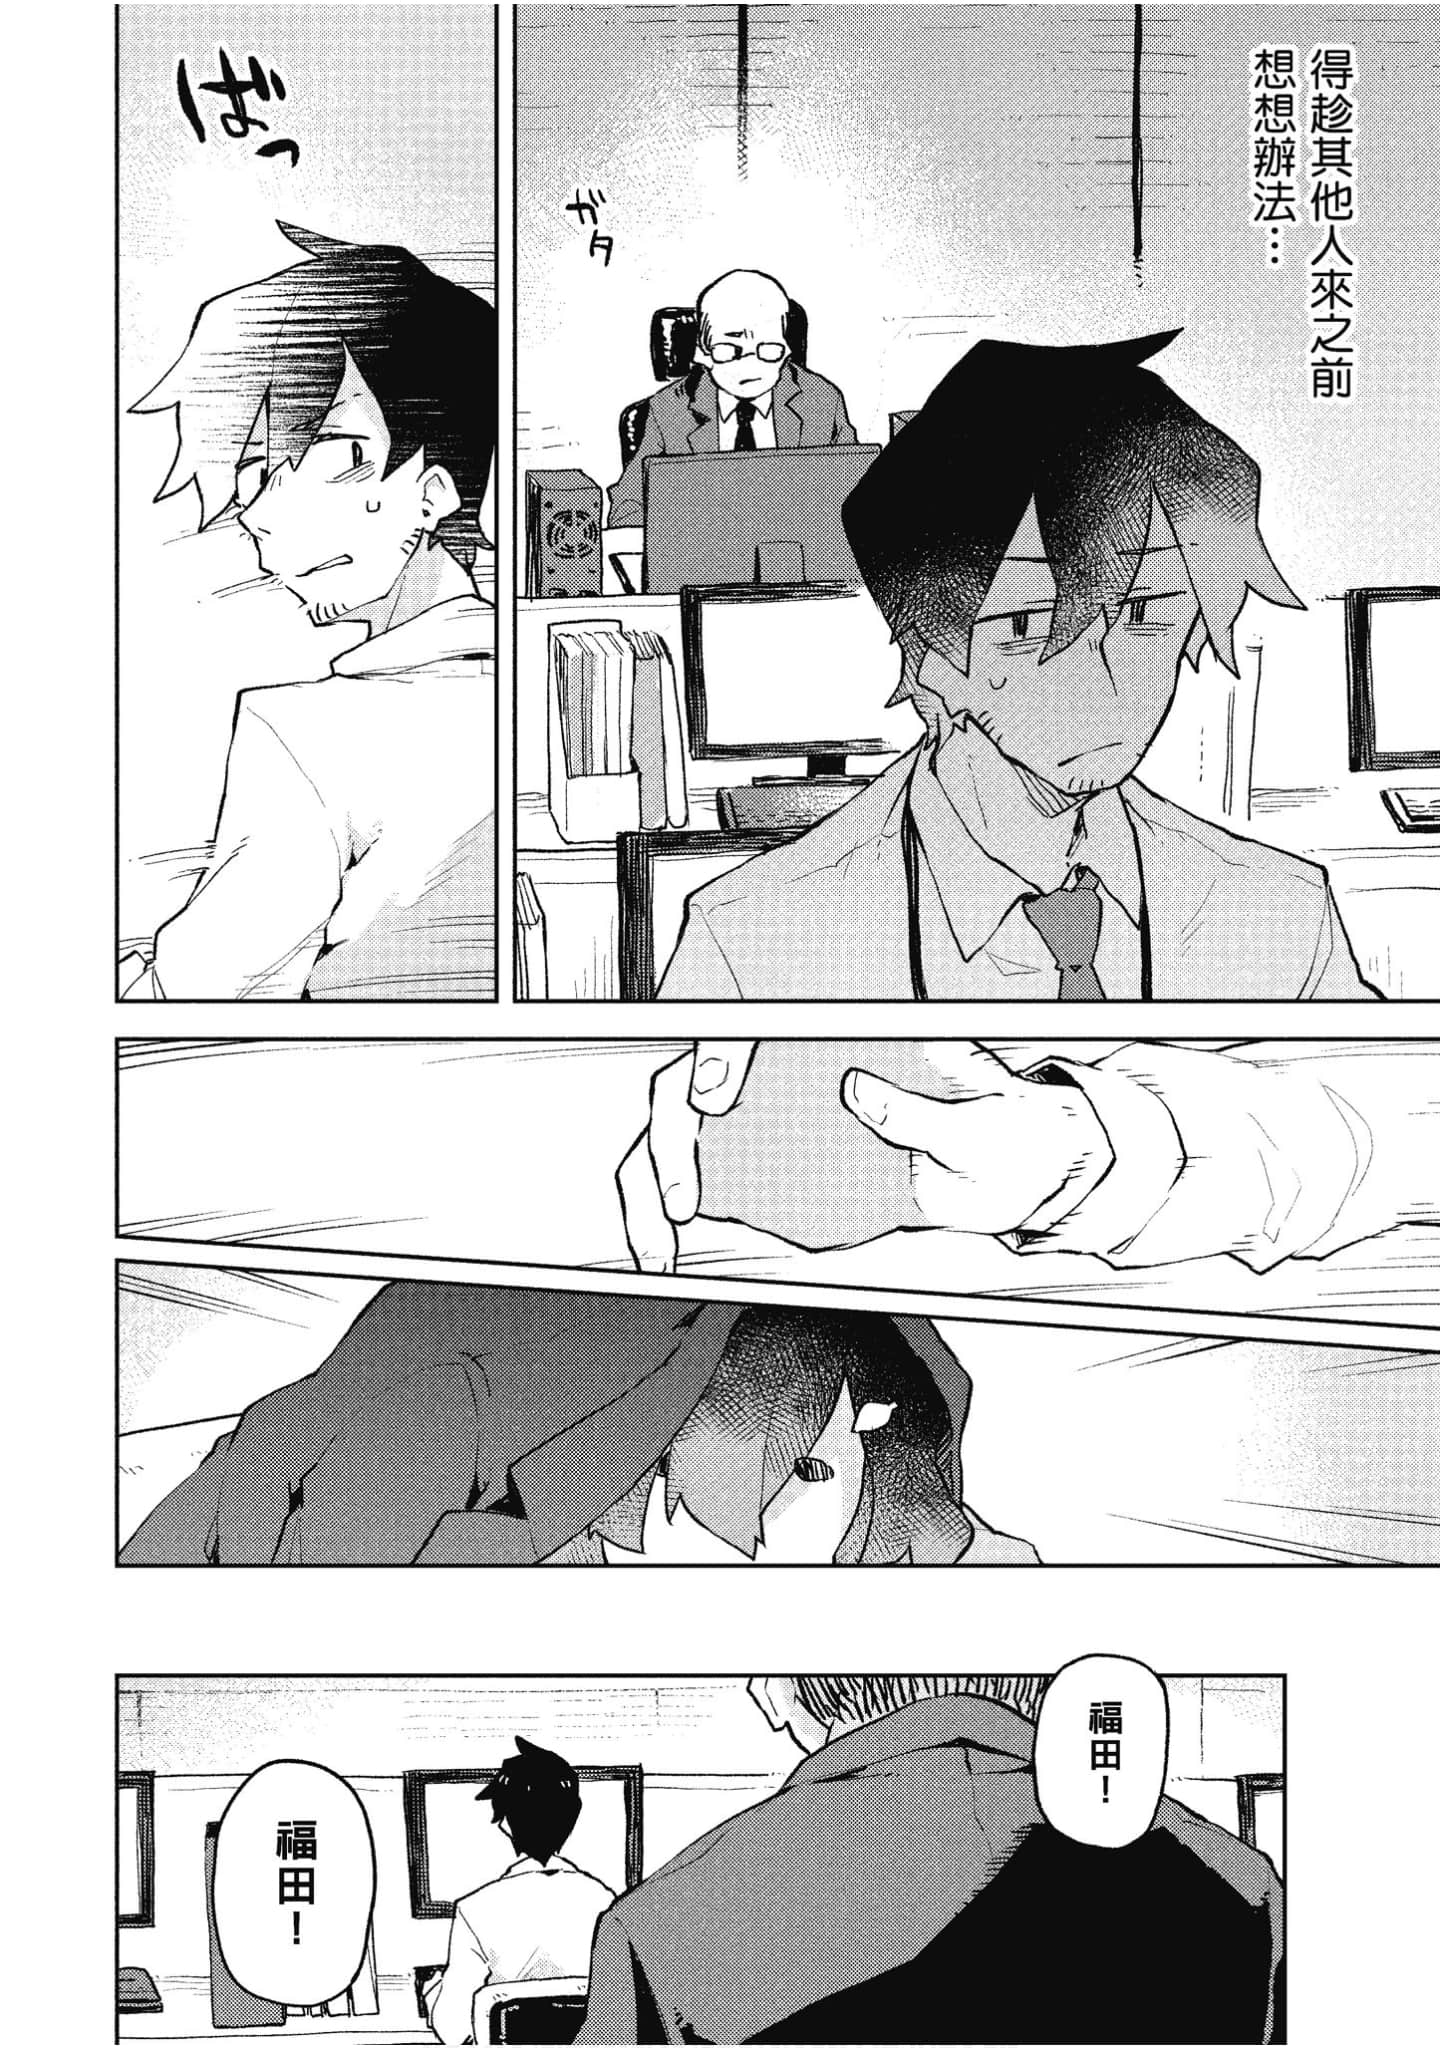 得趁其他人來之前
想想辦法…
ガタ
ばっ
福田！
福田！